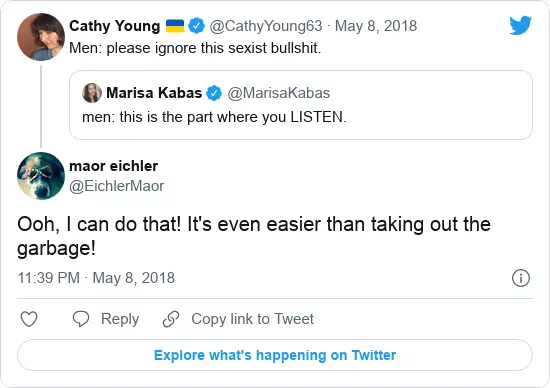 Cathy Young 🇺🇦 @CathyYoung63 · May 8, 2018
Men: please ignore this sexist bullshit.
Marisa Kabas @MarisaKabas
men: this is the part where you LISTEN.
maor eichler
@EichlerMaor
Ooh, I can do that! It's even easier than taking out the
garbage!
11:39 PM · May 8, 2018
Reply
Copy link to Tweet
Explore what's happening on Twitter